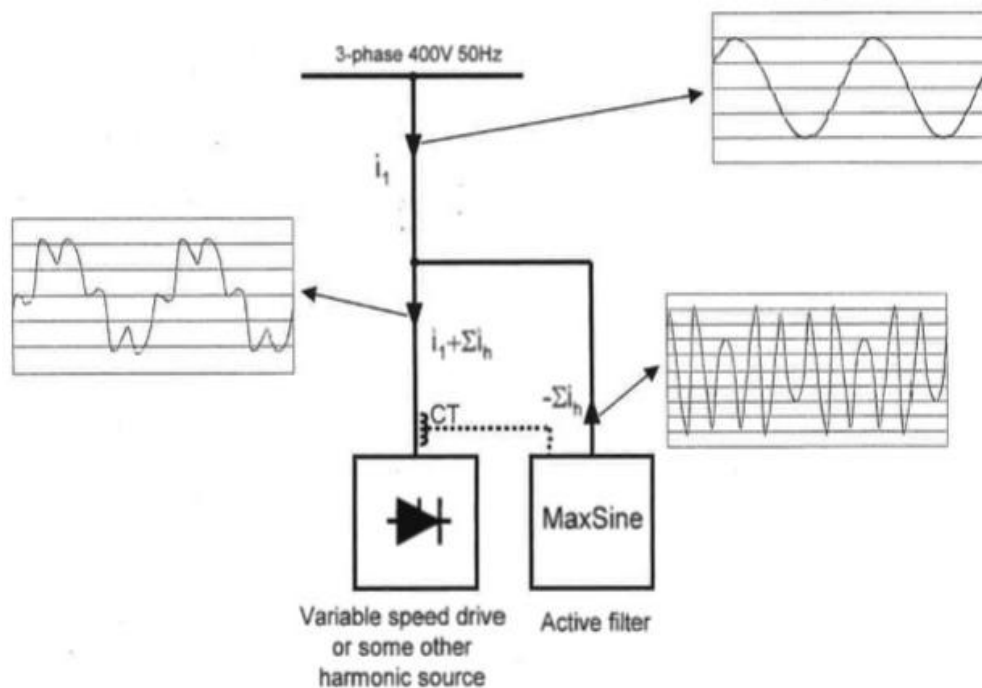 3-phase 400V 50Hz
i₁
i₁+Σiₕ
-Σiₕ
CT
MaxSine
Variable speed drive
or some other
harmonic source
Active filter